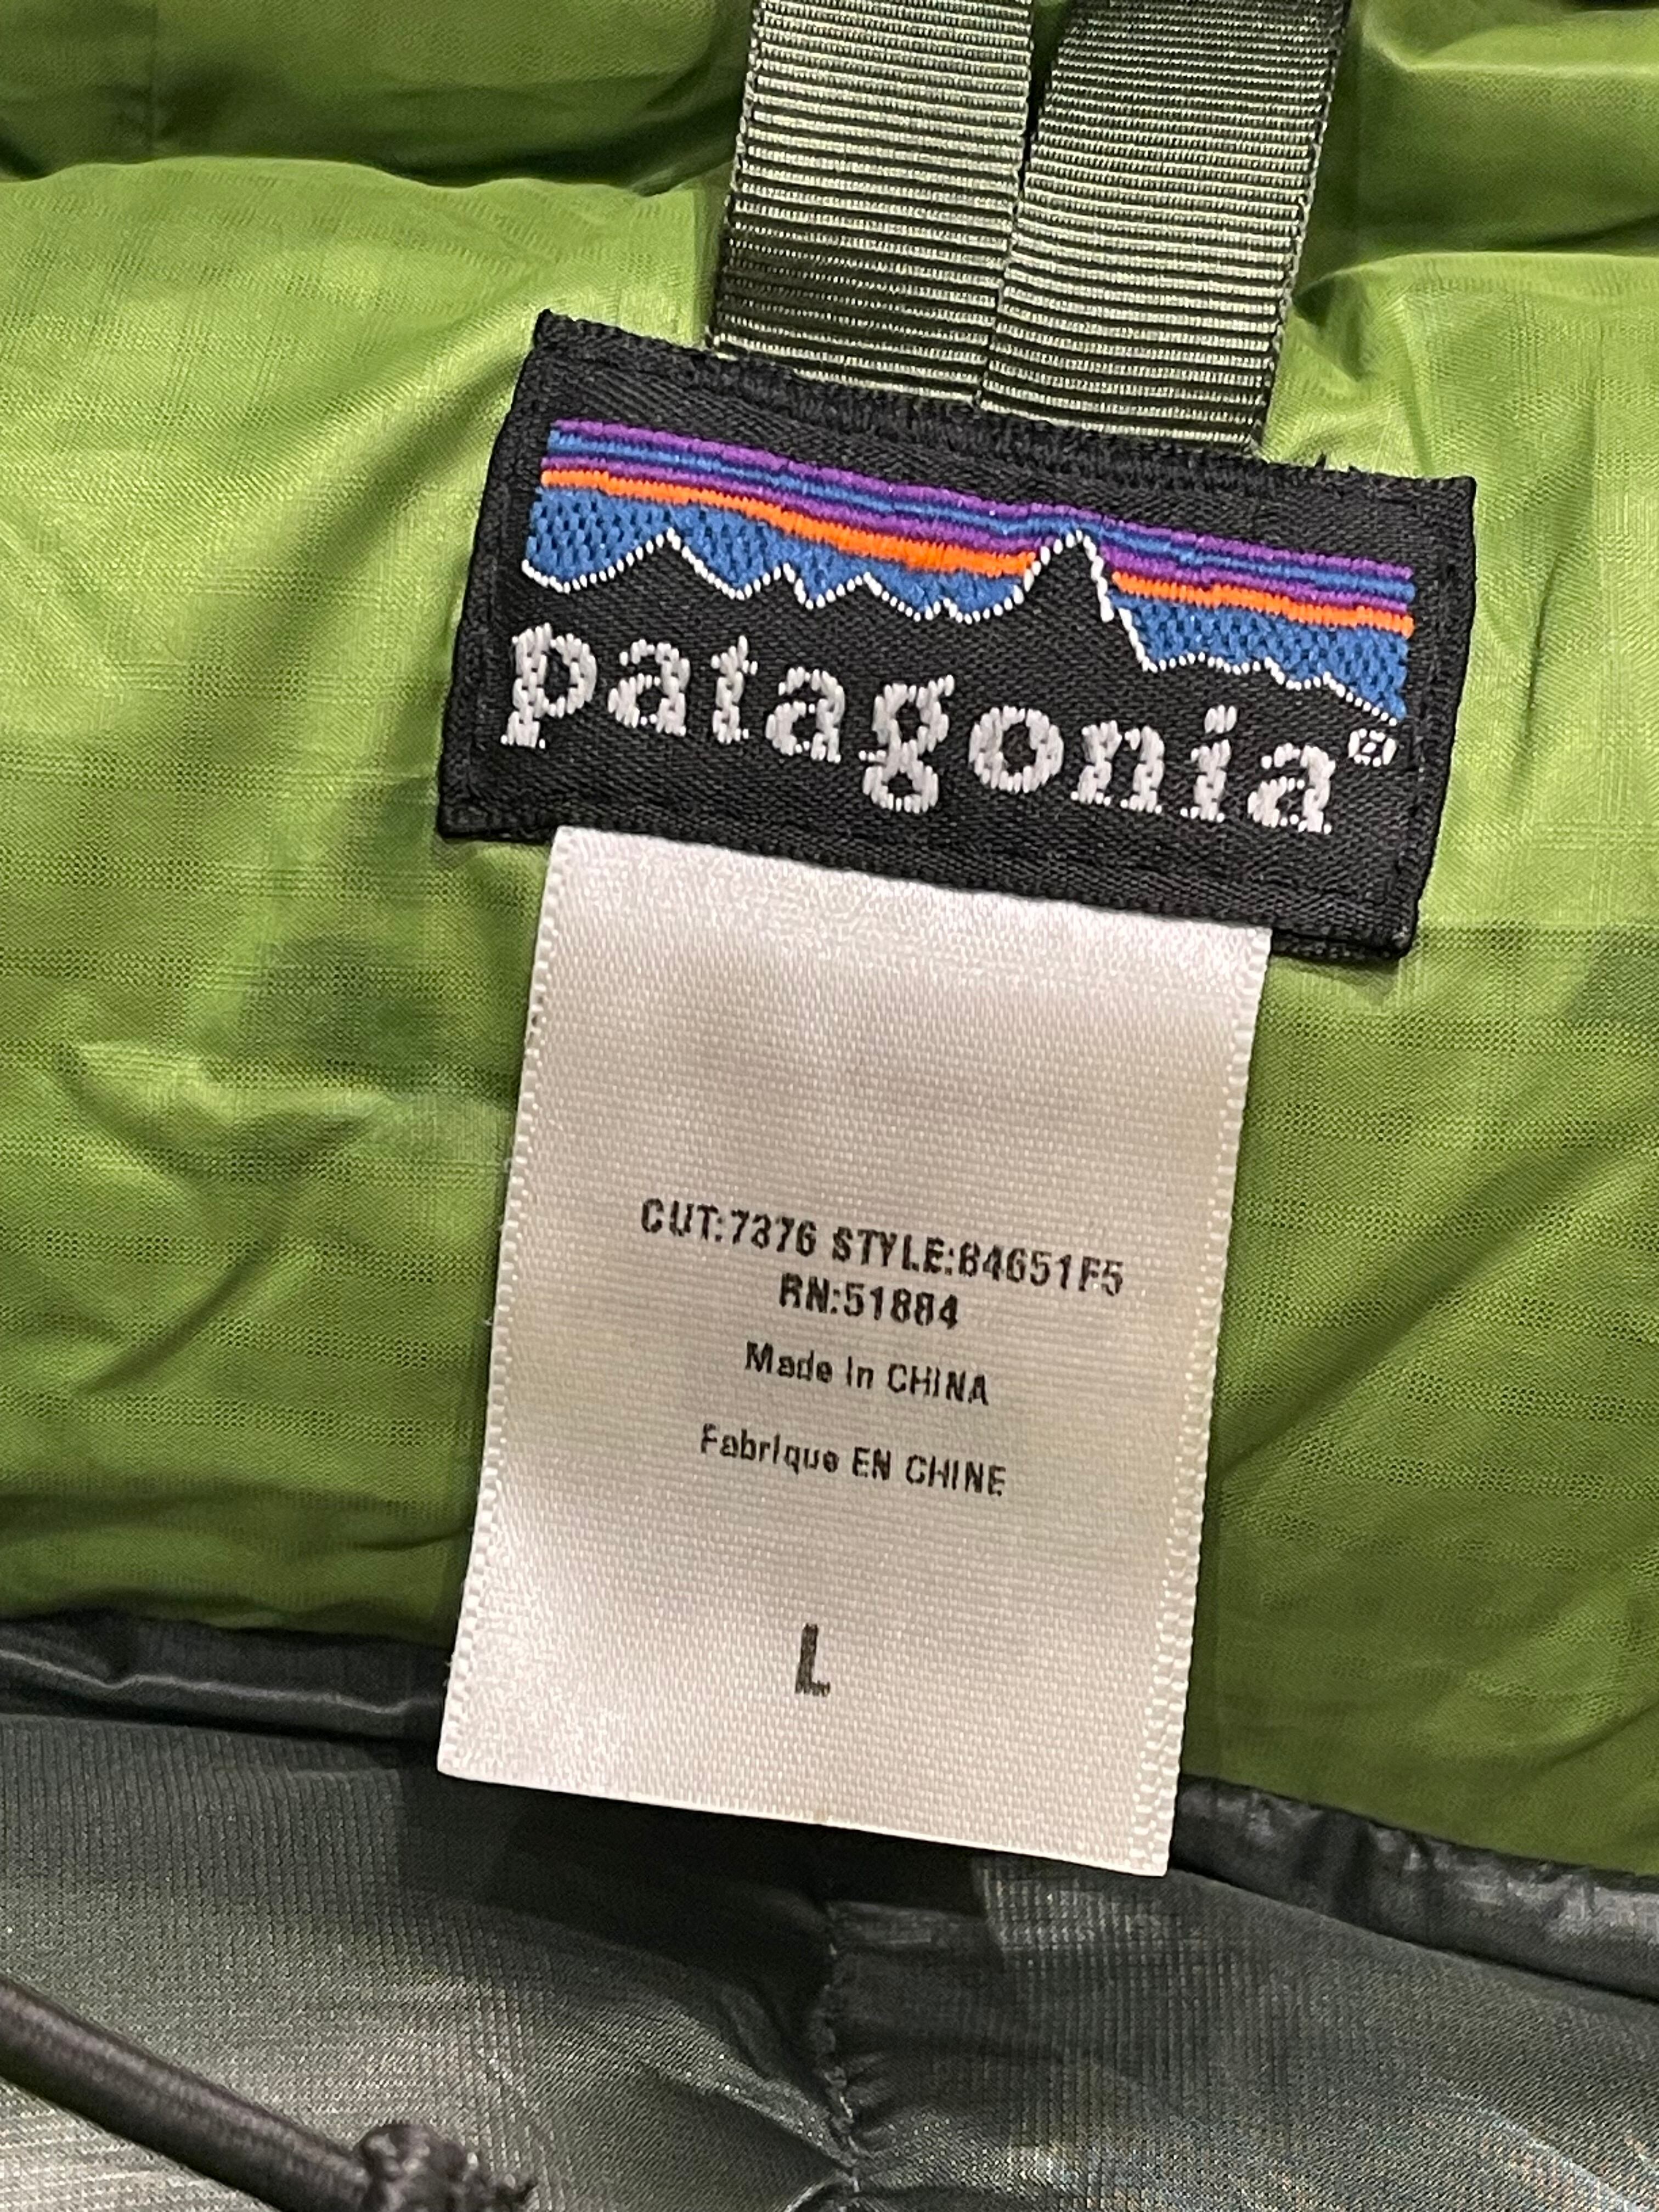 patagonia®
CUT:7376 STYLE:84651F5
RN:51884
Made In CHINA
Fabrique EN CHINE
L